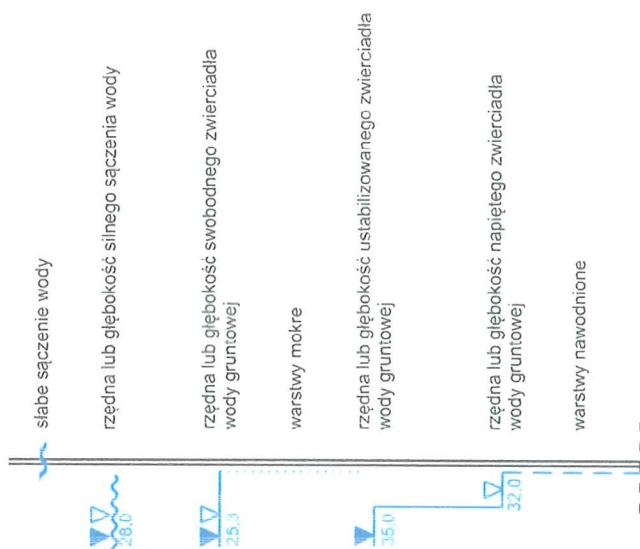 słabe sączenie wody
28,0 rzędna lub głębokość silnego sączenia wody
25,3 rzędna lub głębokość swobodnego zwierciadła
wody gruntowej
warstwy mokre
35,0 rzędna lub głębokość ustabilizowanego zwierciadła
wody gruntowej
32,0 rzędna lub głębokość napiętego zwierciadła
wody gruntowej
warstwy nawodnione